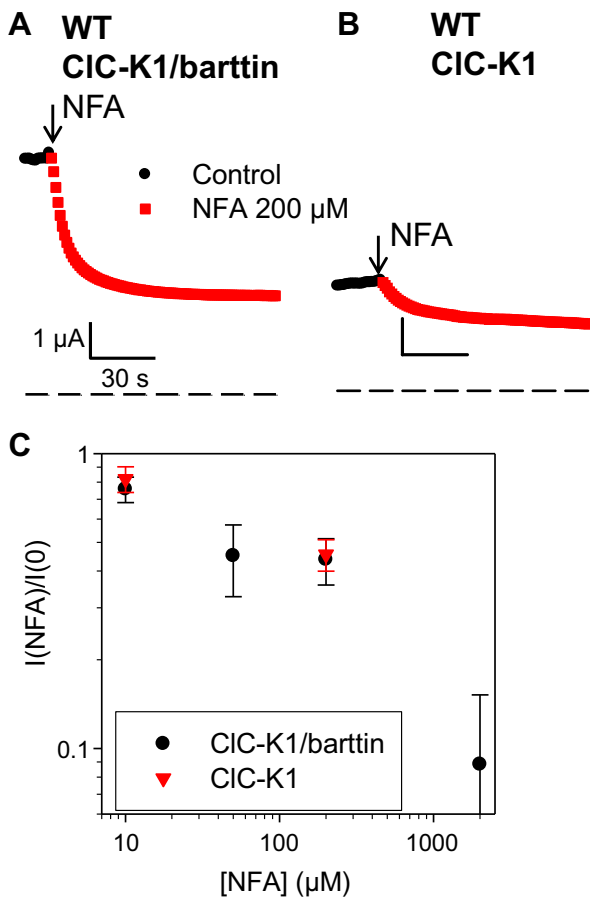 A
WT
ClC-K1/barttin
NFA
Control
NFA 200 µM
1 µA
30 s
B
WT
ClC-K1
NFA
C
1
0.1
I(NFA)/I(0)
ClC-K1/barttin
ClC-K1
10
100
1000
[NFA] (µM)